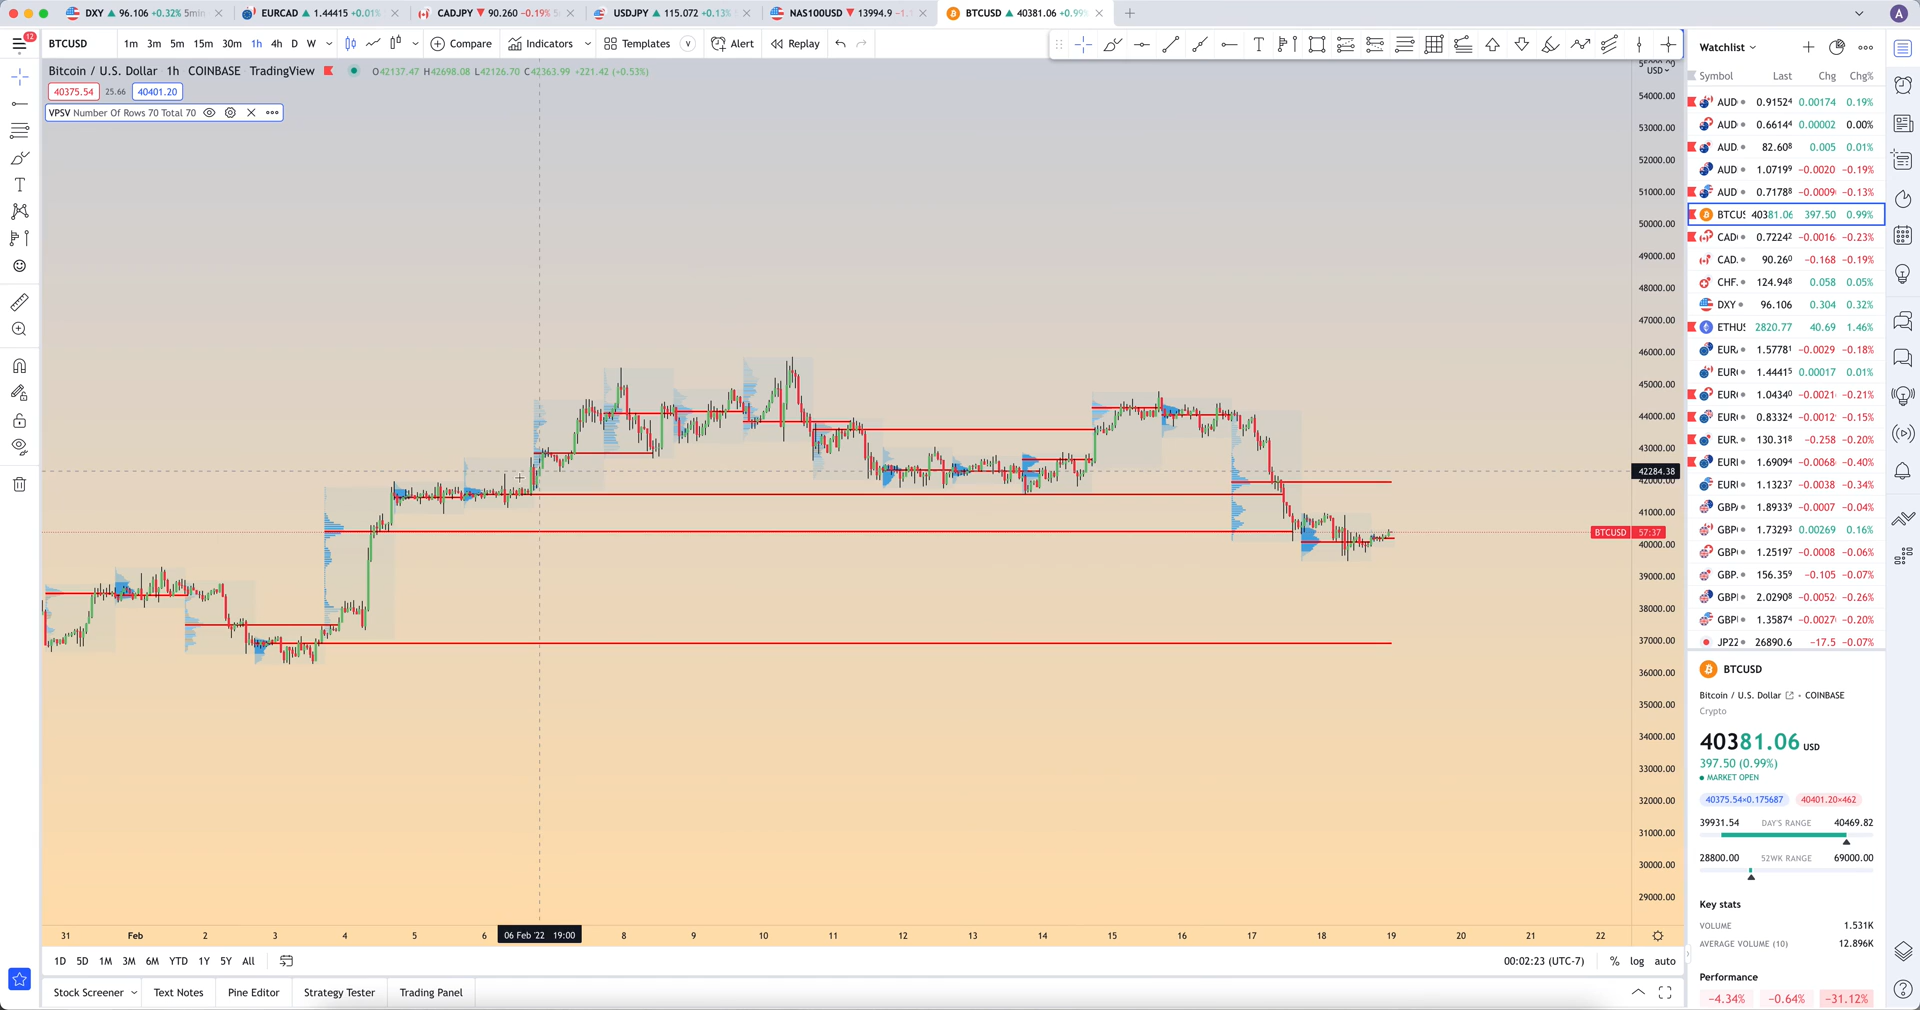 DXY ▲ 96.106 +0.32% 5min
EURCAD ▲ 1.44415 +0.01%
CADJPY ▼ 90.260 −0.19%
USDJPY ▲ 115.072 +0.13%
NAS100USD ▼ 13994.9
BTCUSD ▲ 40381.06 +0.99%
A
12
BTCUSD 1m 3m 5m 15m 30m 1h 4h D W Compare Indicators Templates Alert Replay
Bitcoin / U.S. Dollar 1h COINBASE TradingView O42137.47 H42698.08 L42126.70 C42363.99 +221.42 (+0.53%)
40375.54 25.66 40401.20
VPSV Number Of Rows 70 Total 70
USD
54000.00
53000.00
52000.00
51000.00
50000.00
49000.00
48000.00
47000.00
46000.00
45000.00
44000.00
43000.00
42284.38
42000.00
41000.00
BTCUSD 57:37
40000.00
39000.00
38000.00
37000.00
36000.00
35000.00
34000.00
33000.00
32000.00
31000.00
30000.00
29000.00
31 Feb 2 3 4 5 6 06 Feb '22 19:00 8 9 10 11 12 13 14 15 16 17 18 19 20 21 22
1D 5D 1M 3M 6M YTD 1Y 5Y All
00:02:23 (UTC-7) % log auto
Stock Screener Text Notes Pine Editor Strategy Tester Trading Panel
Watchlist
Symbol Last Chg Chg%
AUD 0.91524 0.00174 0.19%
AUD 0.66144 0.00002 0.00%
AUD 82.608 0.005 0.01%
AUD 1.07199 −0.0020 −0.19%
AUD 0.71788 −0.0009 −0.13%
BTCUS 40381.06 397.50 0.99%
CAD 0.72242 −0.0016 −0.23%
CAD 90.260 −0.168 −0.19%
CHF 124.948 0.058 0.05%
DXY 96.106 0.304 0.32%
ETHUS 2820.77 40.69 1.46%
EUR 1.57781 −0.0029 −0.18%
EUR 1.44415 0.00017 0.01%
EUR 1.04340 −0.0021 −0.21%
EUR 0.83324 −0.0012 −0.15%
EUR 130.318 −0.258 −0.20%
EUR 1.69094 −0.0068 −0.40%
EUR 1.13237 −0.0038 −0.34%
GBP 1.89339 −0.0007 −0.04%
GBP 1.73293 0.00269 0.16%
GBP 1.25197 −0.0008 −0.06%
GBP 156.359 −0.105 −0.07%
GBP 2.02908 −0.0052 −0.26%
GBP 1.35874 −0.0027 −0.20%
JP22 26890.6 −17.5 −0.07%
BTCUSD
Bitcoin / U.S. Dollar • COINBASE
Crypto
40381.06 USD
397.50 (0.99%)
MARKET OPEN
40375.54×0.175687 40401.20×462
39931.54 DAY'S RANGE 40469.82
28800.00 52WK RANGE 69000.00
Key stats
VOLUME 1.531K
AVERAGE VOLUME (10) 12.896K
Performance
−4.34% −0.64% −31.12%